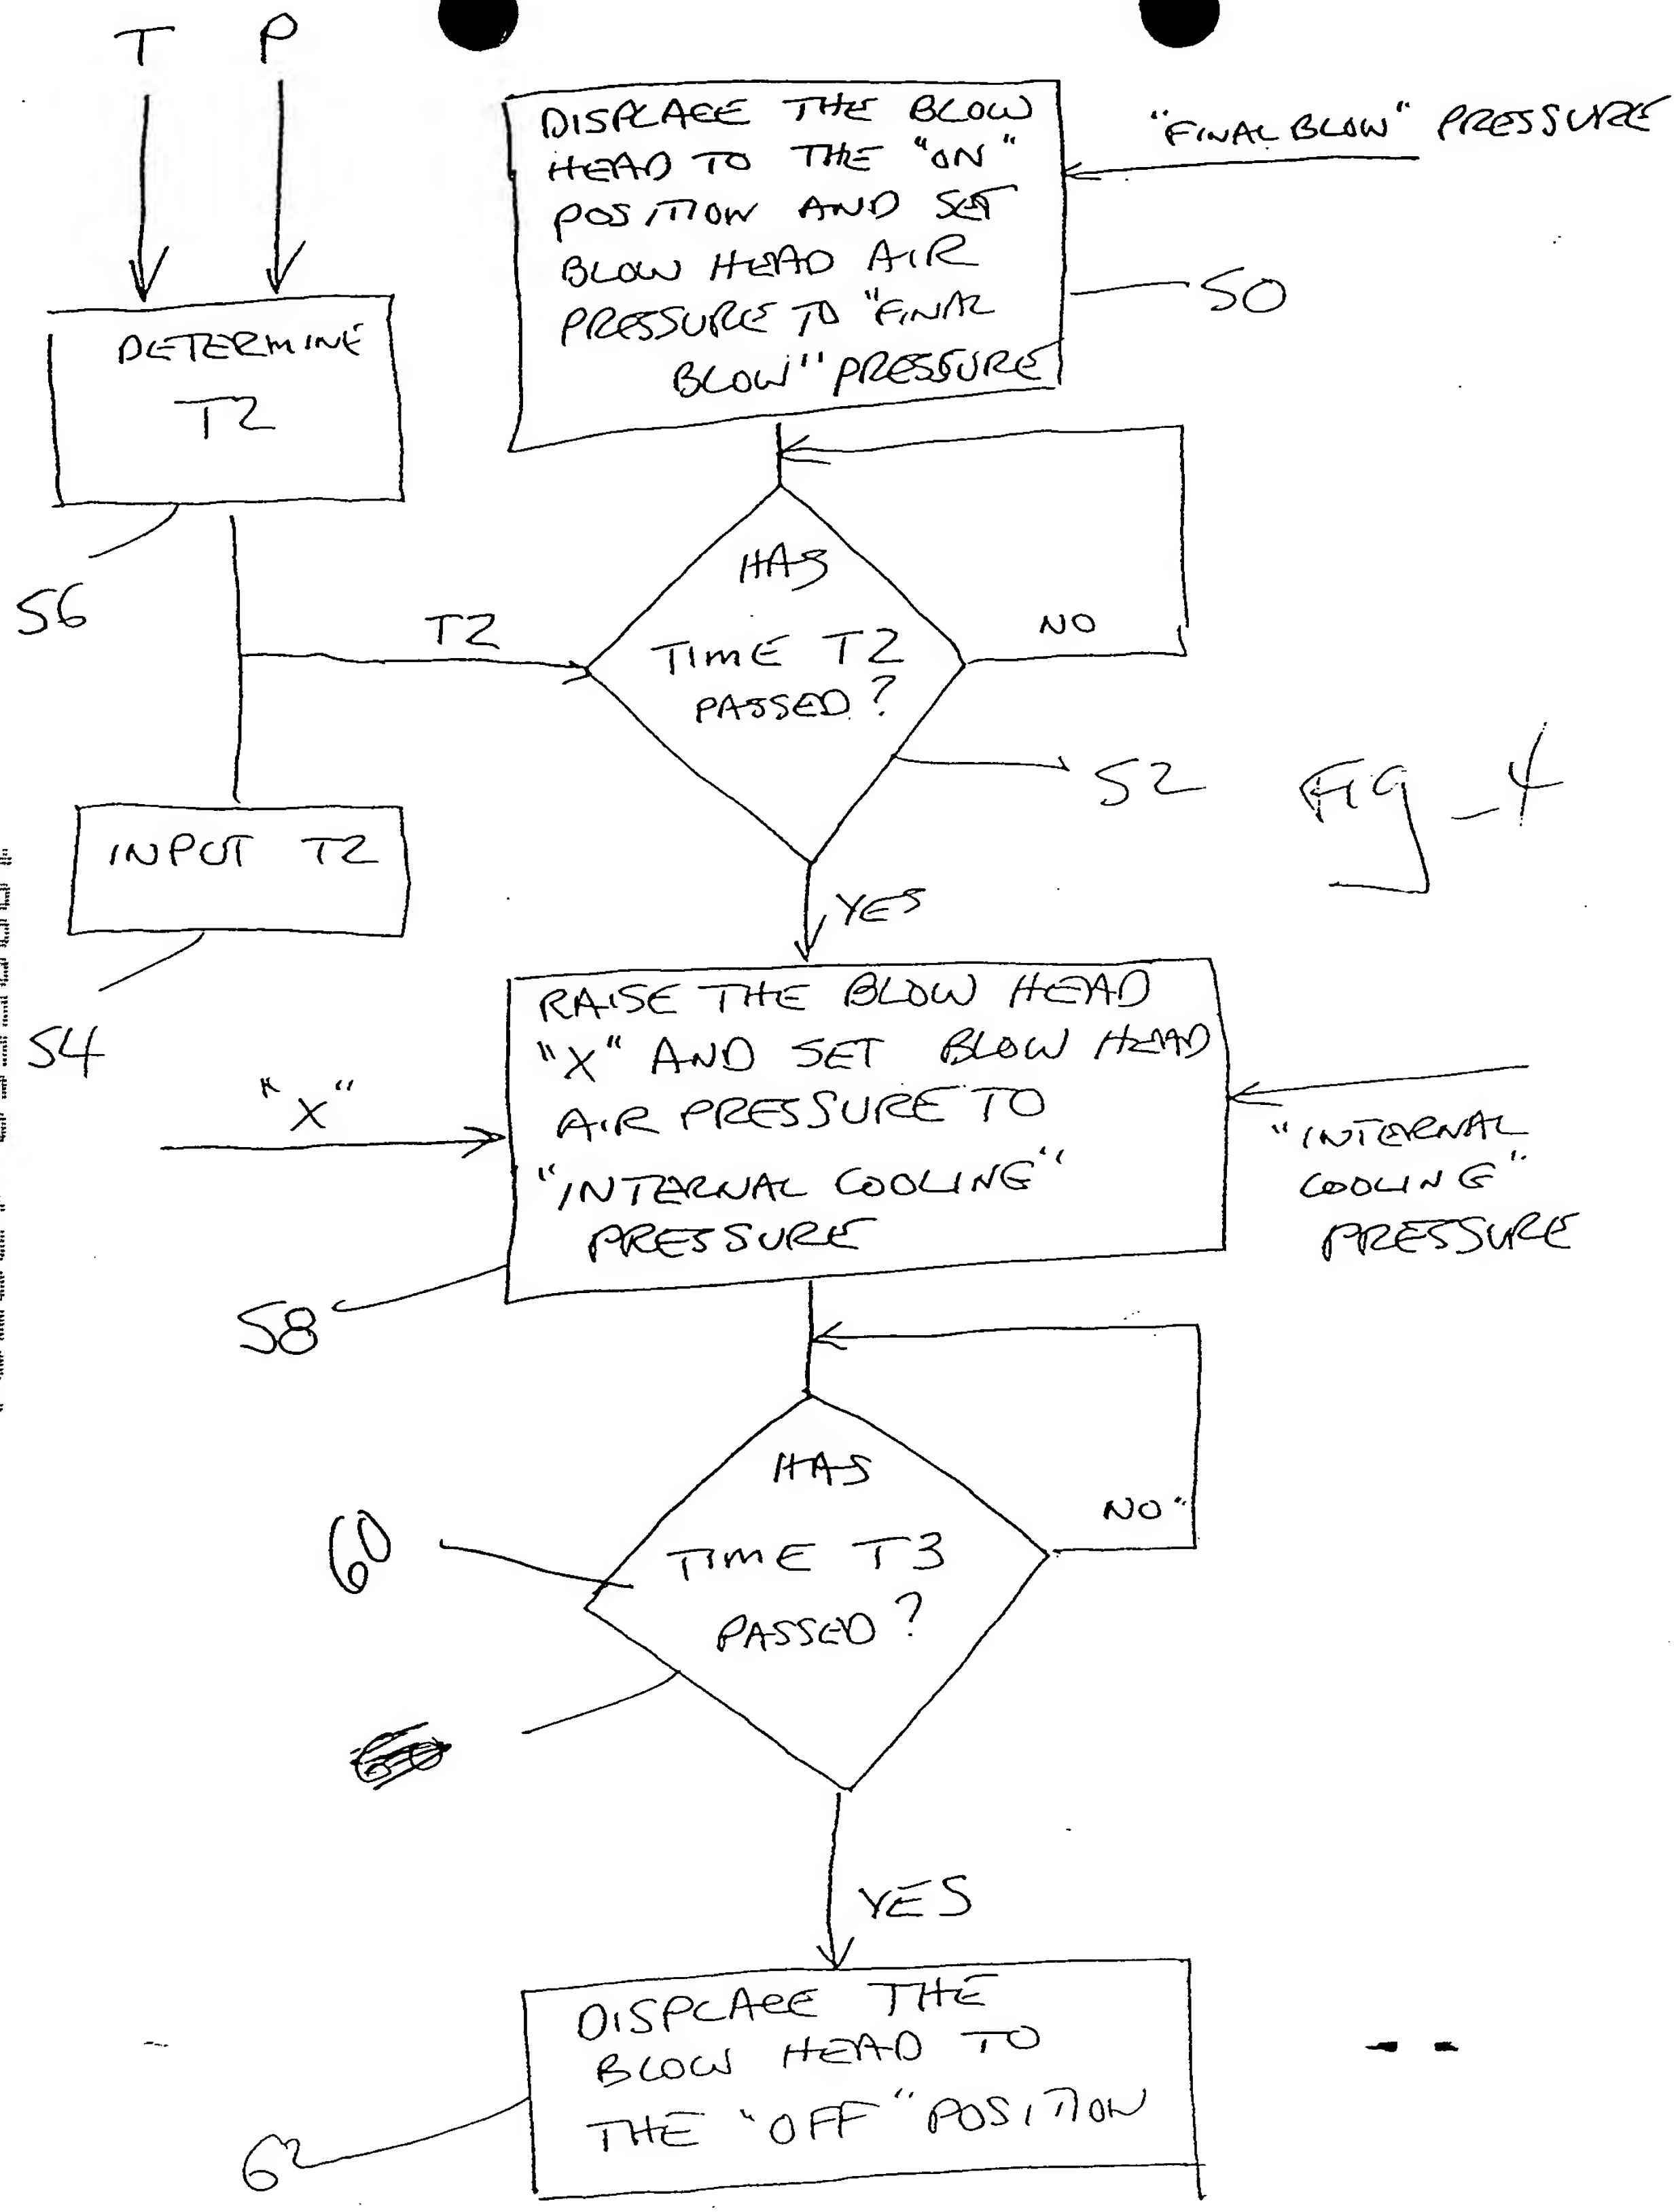 T P
DISPLACE THE BLOW
HEAD TO THE "ON"
POSITION AND SET
BLOW HEAD AIR
PRESSURE TO "FINAL
BLOW" PRESSURE
"FINAL BLOW" PRESSURE
50
DETERMINE
T2
56
T2
HAS
TIME T2
PASSED?
NO
52
Fig _4
INPUT T2
54
YES
RAISE THE BLOW HEAD
"X" AND SET BLOW HEAD
AIR PRESSURE TO
"INTERNAL COOLING"
PRESSURE
"X"
"INTERNAL
COOLING"
PRESSURE
58
HAS
TIME T3
PASSED?
NO
60
YES
DISPLACE THE
BLOW HEAD TO
THE "OFF" POSITION
62